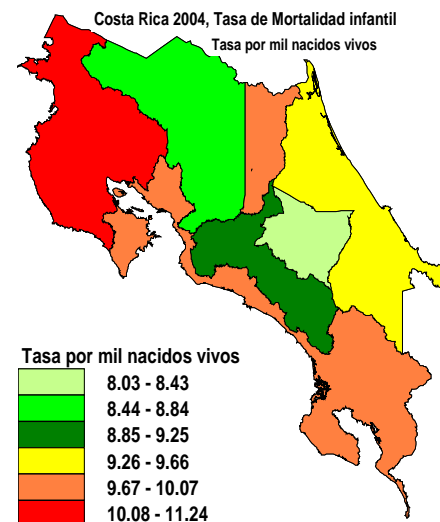 Costa Rica 2004, Tasa de Mortalidad infantil
Tasa por mil nacidos vivos
Tasa por mil nacidos vivos
8.03 - 8.43
8.44 - 8.84
8.85 - 9.25
9.26 - 9.66
9.67 - 10.07
10.08 - 11.24